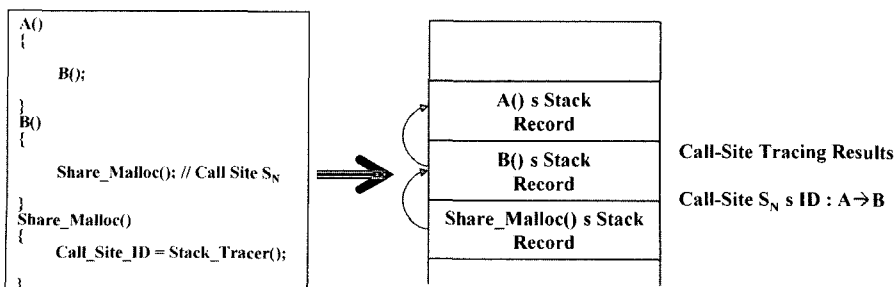 A()
{
B();
}
B()
{
Share_Malloc(); // Call Site S_N
}
Share_Malloc()
{
Call_Site_ID = Stack_Tracer();
}
A() s Stack
Record
B() s Stack
Record
Share_Malloc() s Stack
Record
Call-Site Tracing Results
Call-Site S_N s ID : A→B